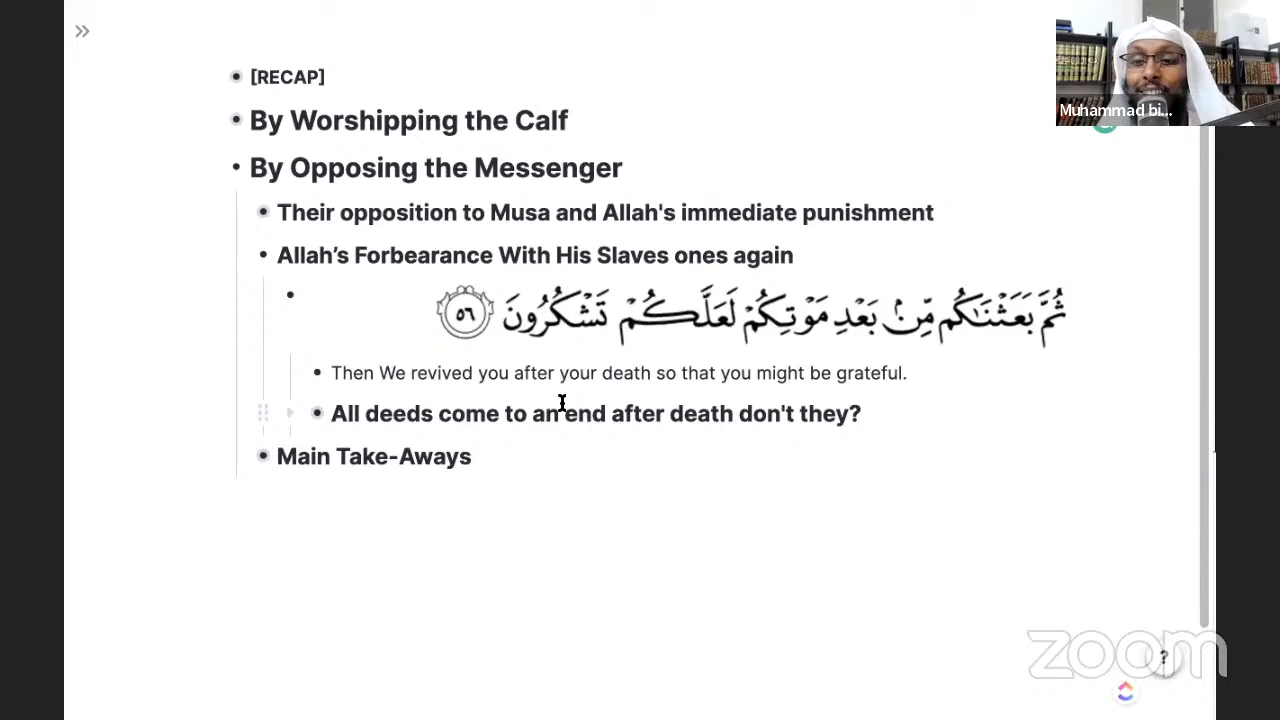 »
[RECAP]
Muhammad bi...
By Worshipping the Calf
By Opposing the Messenger
Their opposition to Musa and Allah's immediate punishment
Allah’s Forbearance With His Slaves ones again
ثُمَّ بَعَثْنَٰكُم مِّنۢ بَعْدِ مَوْتِكُمْ لَعَلَّكُمْ تَشْكُرُونَ ٥٦
Then We revived you after your death so that you might be grateful.
All deeds come to an end after death don't they?
Main Take-Aways
zoom
?